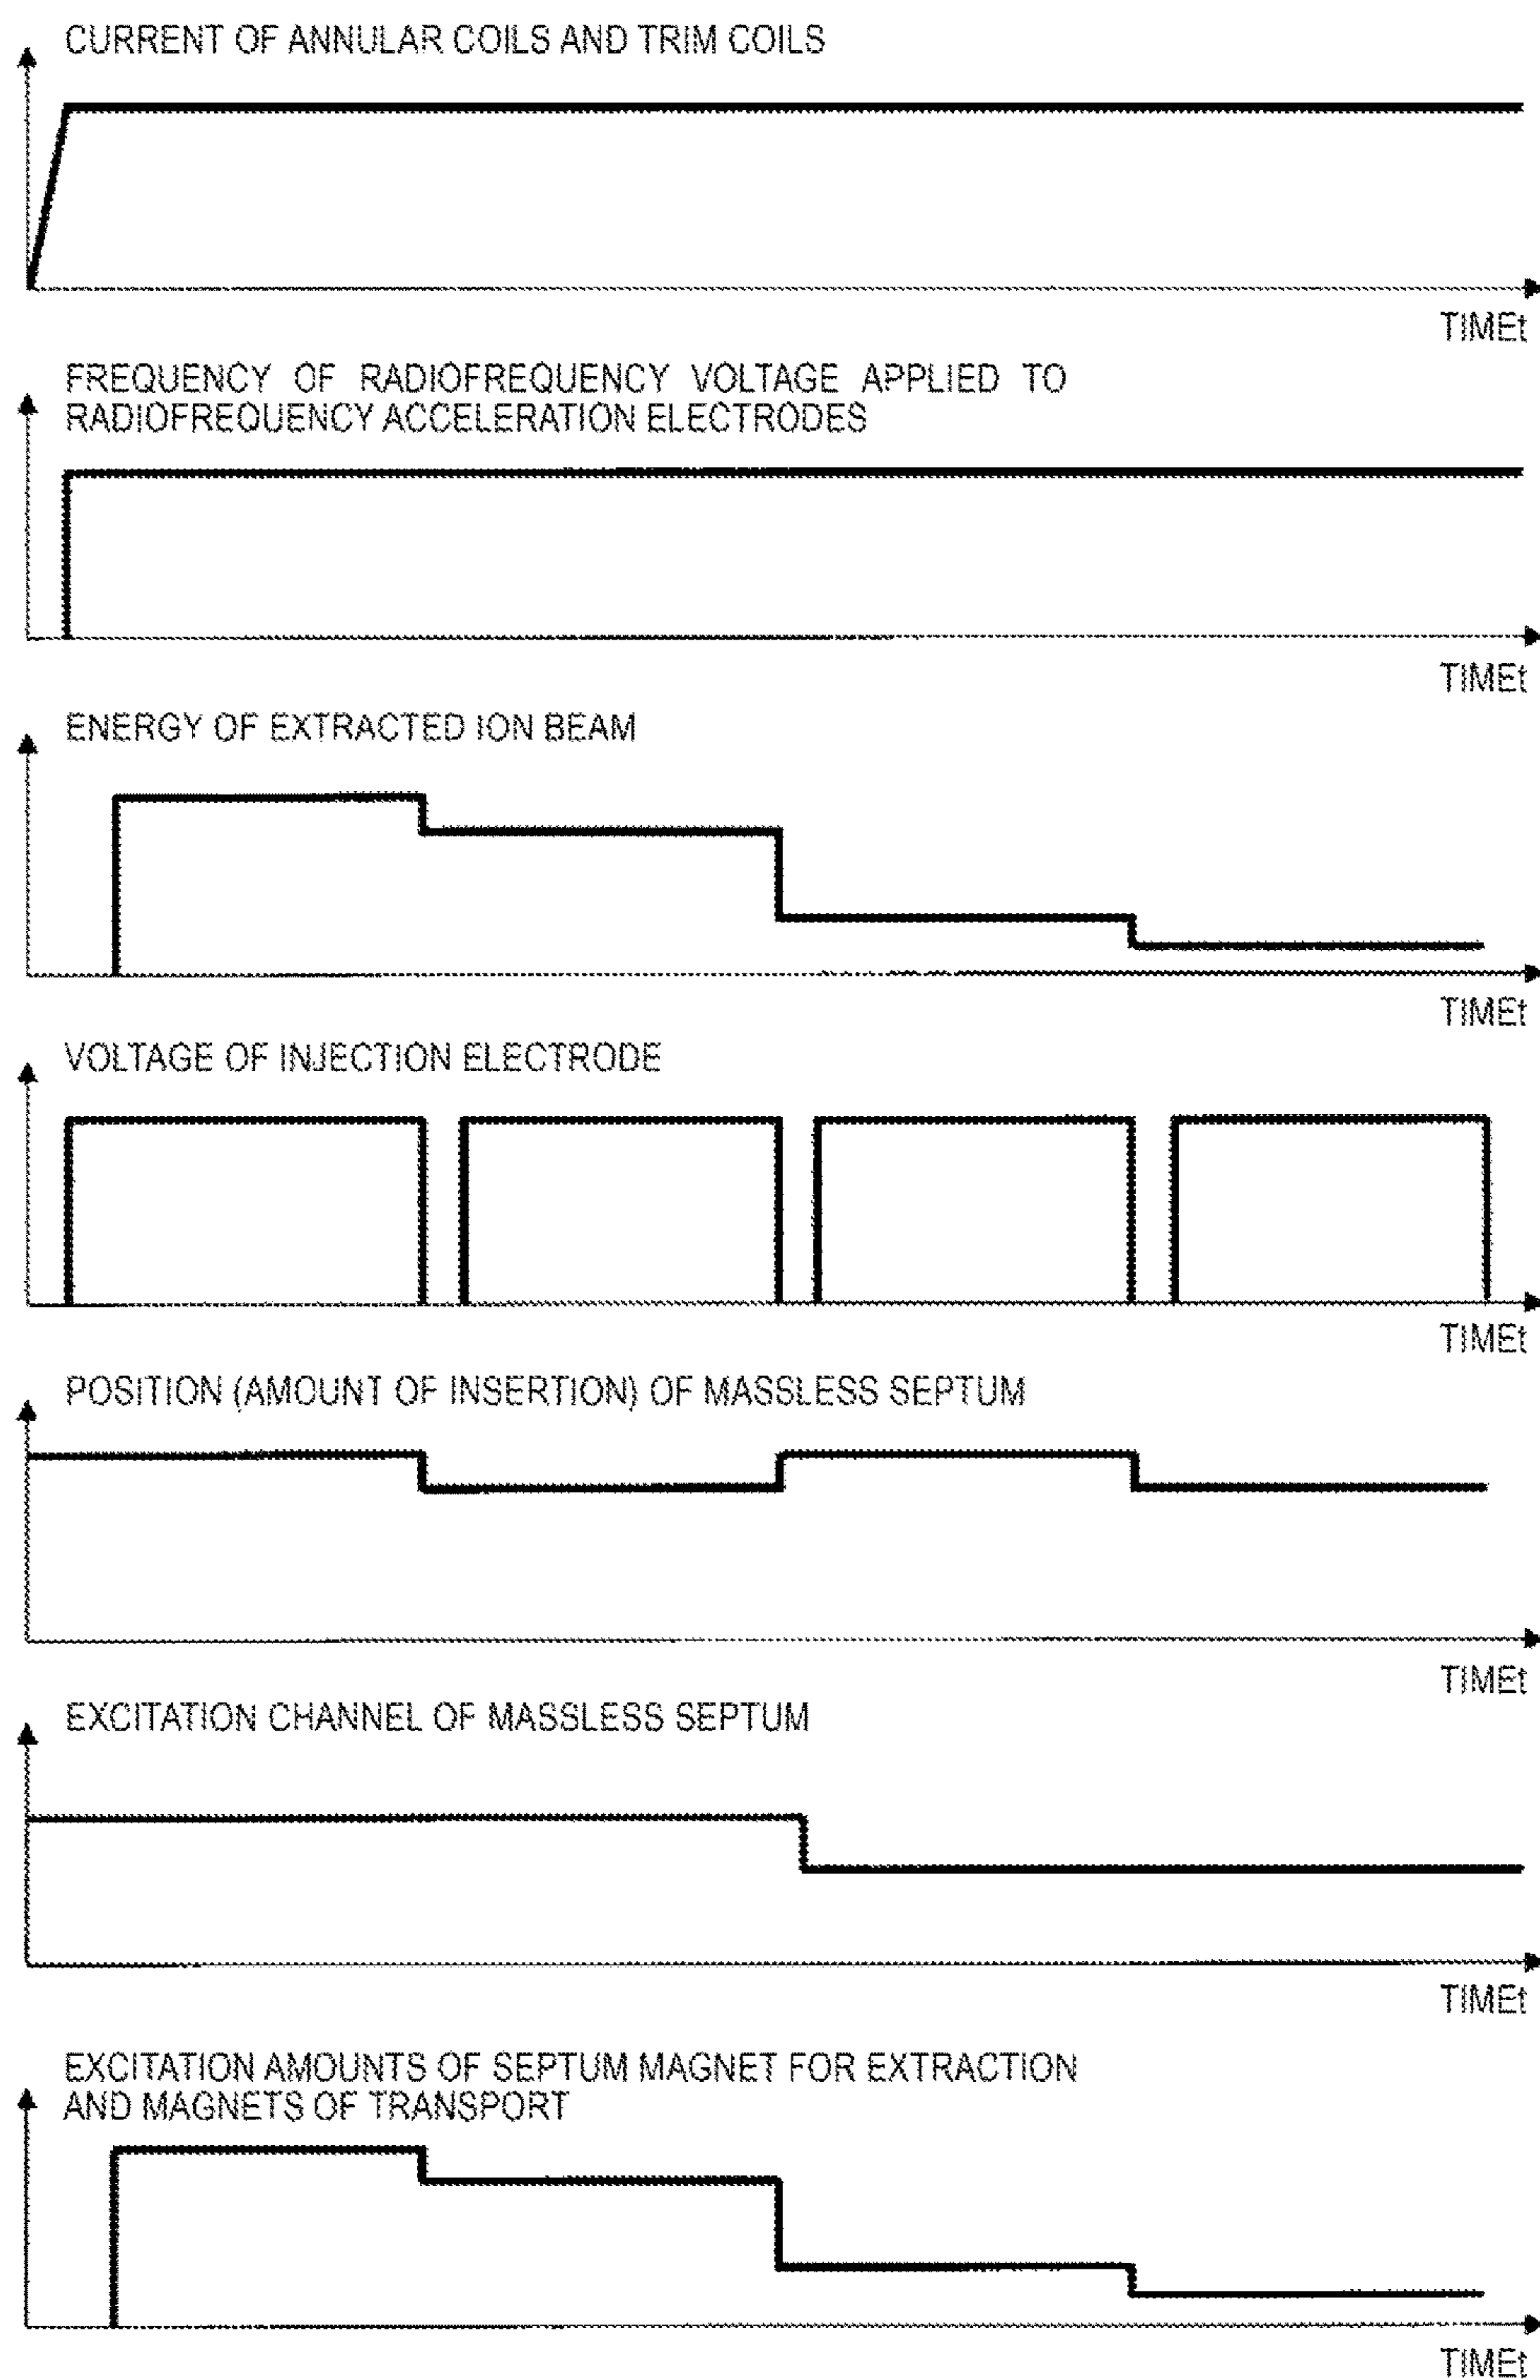 CURRENT OF ANNULAR COILS AND TRIM COILS
TIMEt
FREQUENCY OF RADIOFREQUENCY VOLTAGE APPLIED TO
RADIOFREQUENCY ACCELERATION ELECTRODES
TIMEt
ENERGY OF EXTRACTED ION BEAM
TIMEt
VOLTAGE OF INJECTION ELECTRODE
TIMEt
POSITION (AMOUNT OF INSERTION) OF MASSLESS SEPTUM
TIMEt
EXCITATION CHANNEL OF MASSLESS SEPTUM
TIMEt
EXCITATION AMOUNTS OF SEPTUM MAGNET FOR EXTRACTION
AND MAGNETS OF TRANSPORT
TIMEt